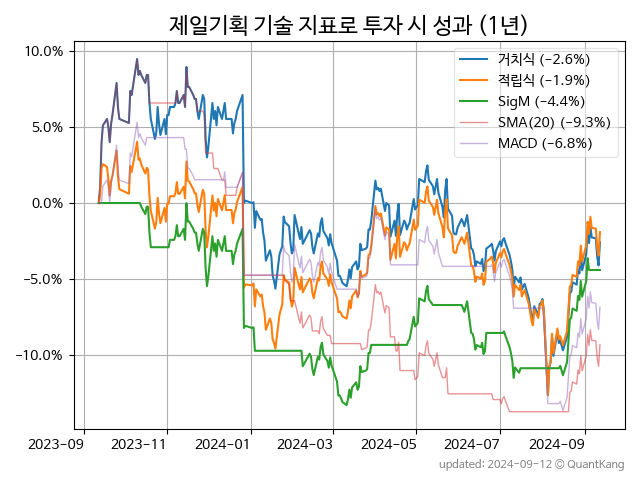 제일기획 기술 지표로 투자 시 성과 (1년)
10.0%
5.0%
0.0%
−5.0%
−10.0%
거치식 (−2.6%)
적립식 (−1.9%)
SigM (−4.4%)
SMA(20) (−9.3%)
MACD (−6.8%)
2023-09 2023-11 2024-01 2024-03 2024-05 2024-07 2024-09
updated: 2024-09-12 © QuantKang